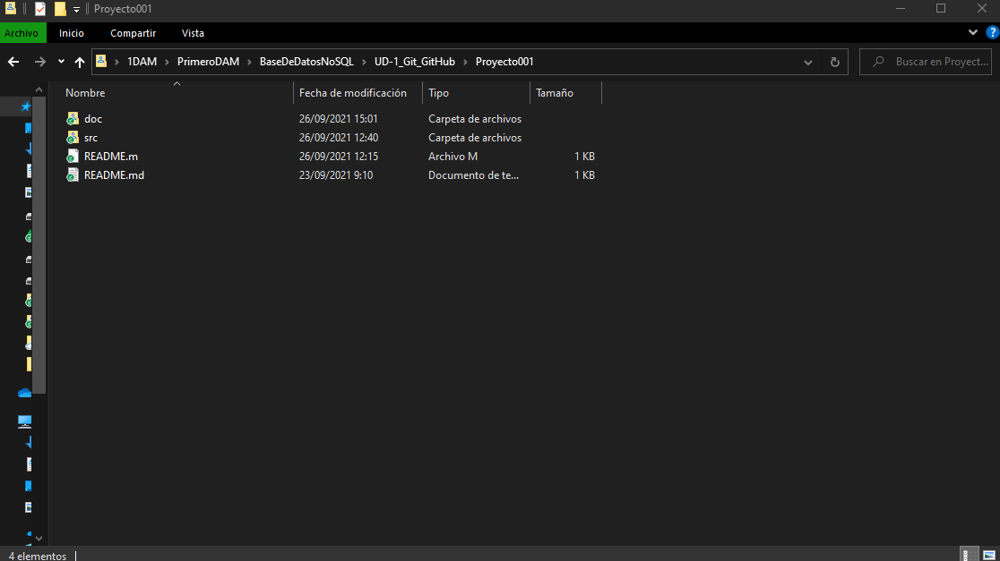 Proyecto001
Archivo Inicio Compartir Vista
1DAM PrimeroDAM BaseDeDatosNoSQL UD-1_Git_GitHub Proyecto001 Buscar en Proyect...
Nombre Fecha de modificación Tipo Tamaño
doc 26/09/2021 15:01 Carpeta de archivos
src 26/09/2021 12:40 Carpeta de archivos
README.m 26/09/2021 12:15 Archivo M 1 KB
README.md 23/09/2021 9:10 Documento de te... 1 KB
4 elementos